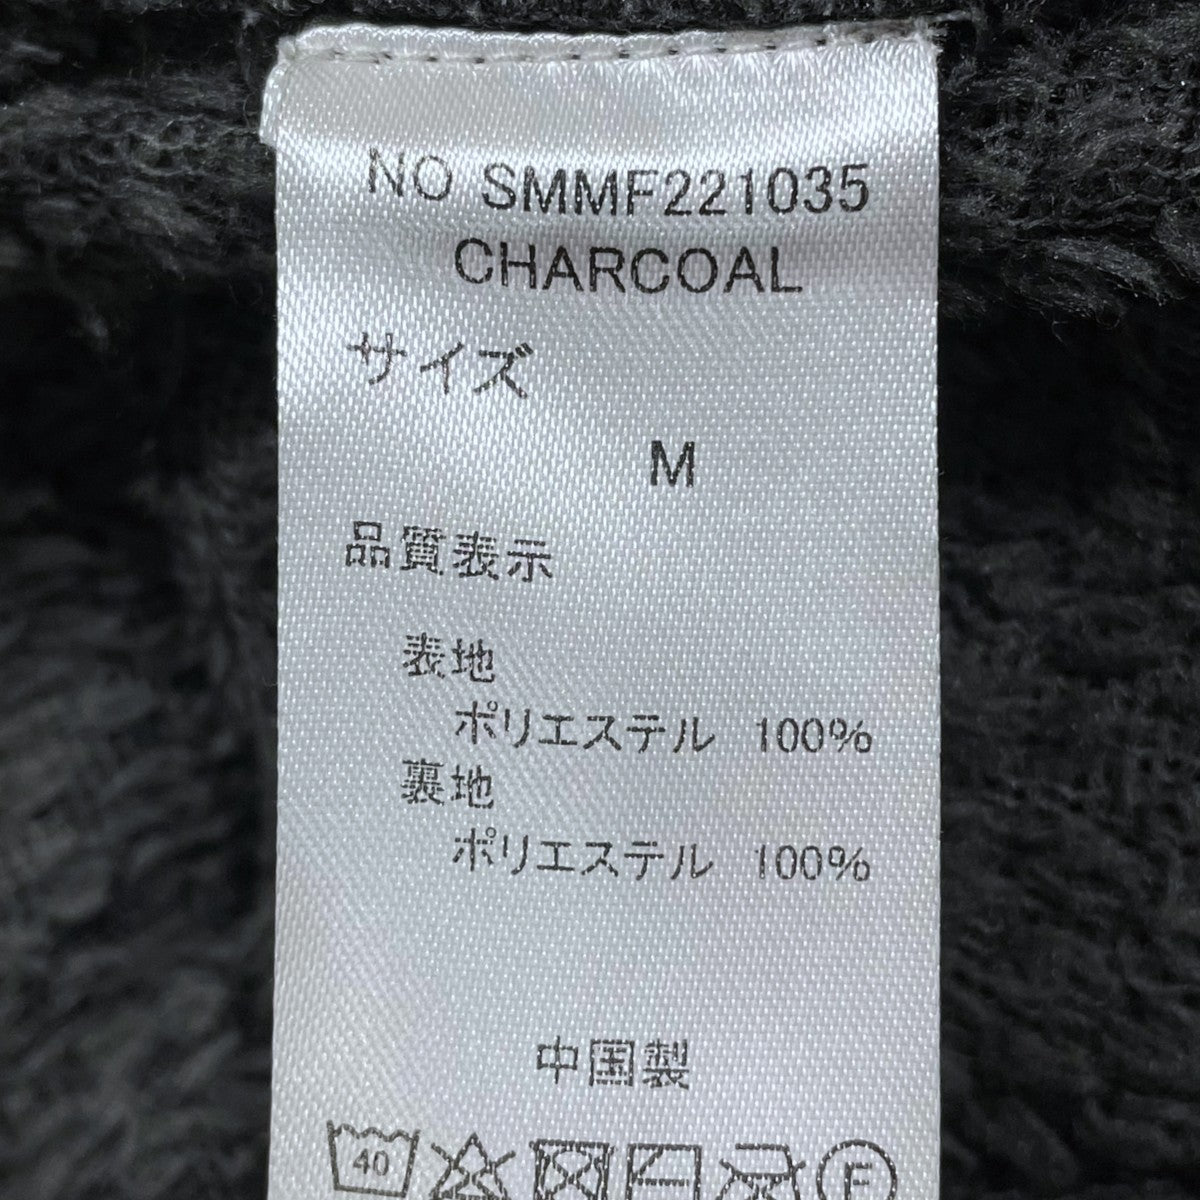 NO SMMF221035
CHARCOAL
サイズ
M
品質表示
表地
ポリエステル 100%
裏地
ポリエステル 100%
中国製
40
F